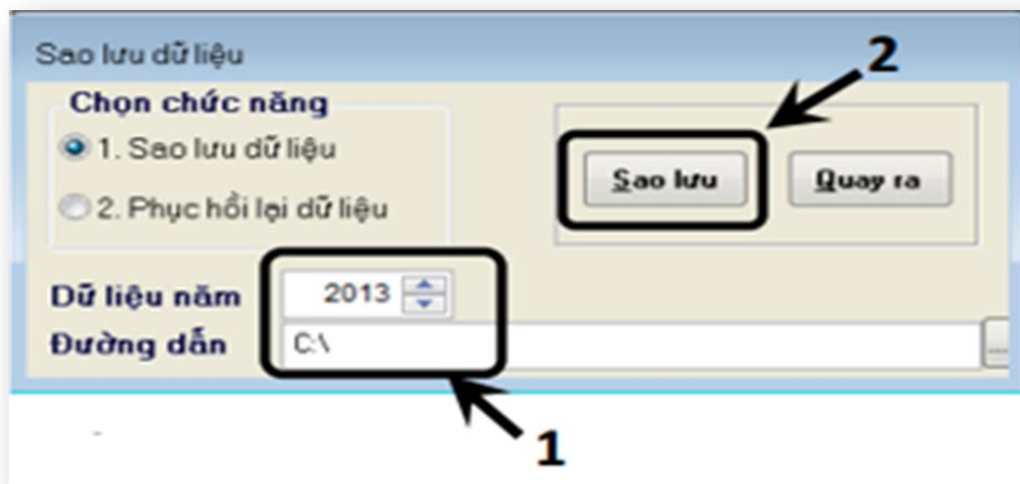 Sao lưu dữ liệu
Chọn chức năng
1. Sao lưu dữ liệu
2. Phục hồi lại dữ liệu
Sao lưu
Quay ra
2
Dữ liệu năm 2013
Đường dẫn C:\ ...
1